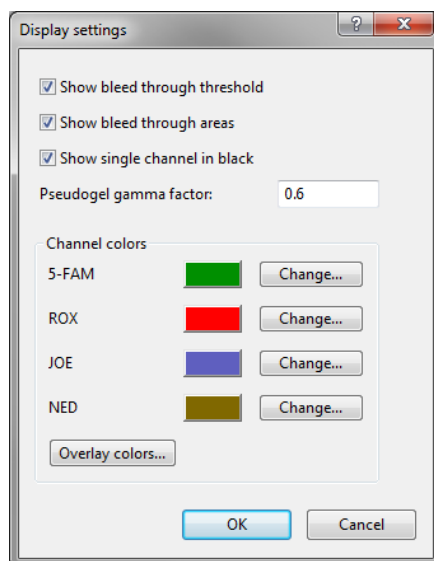 Display settings
?
Show bleed through threshold
Show bleed through areas
Show single channel in black
Pseudogel gamma factor: 0.6
Channel colors
5-FAM Change...
ROX Change...
JOE Change...
NED Change...
Overlay colors...
OK Cancel